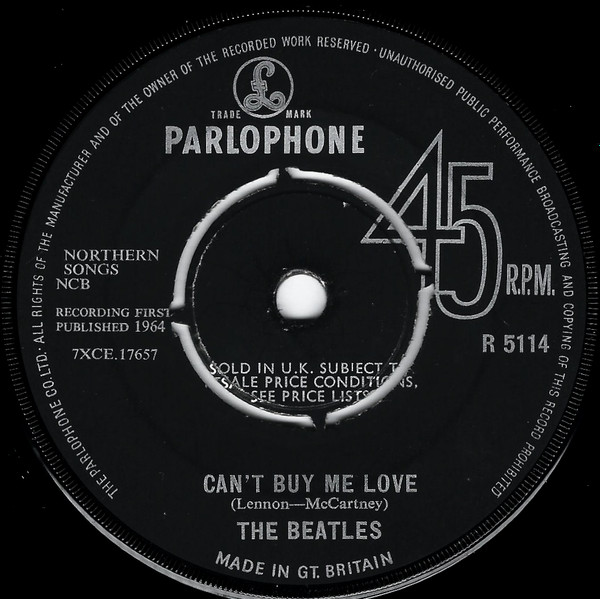 THE PARLOPHONE CO.LTD. · ALL RIGHTS OF THE MANUFACTURER AND OF THE OWNER OF THE RECORDED WORK RESERVED · UNAUTHORISED PUBLIC PERFORMANCE BROADCASTING AND COPYING OF THIS RECORD PROHIBITED
£
TRADE MARK
PARLOPHONE
45
R.P.M.
NORTHERN
SONGS
NCB
RECORDING FIRST
PUBLISHED 1964
7XCE.17657
R 5114
SOLD IN U.K. SUBJECT
SALE PRICE CONDITIONS,
SEE PRICE LISTS
CAN'T BUY ME LOVE
(Lennon—McCartney)
THE BEATLES
MADE IN GT. BRITAIN